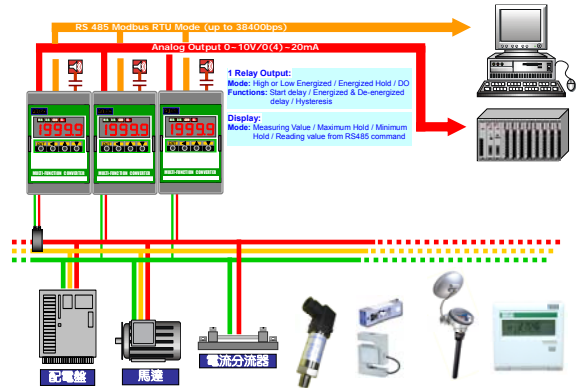 RS 485 Modbus RTU Mode (up to 38400bps)
Analog Output 0~10V/0(4)~20mA
1 Relay Output:
Mode: High or Low Energized / Energized Hold / DO
Functions: Start delay / Energized & De-energized
delay / Hysteresis
Display:
Mode: Measuring Value / Maximum Hold / Minimum
Hold / Reading value from RS485 command
19999
19999
19999
MULTI-FUNCTION CONVERTER
MULTI-FUNCTION CONVERTER
MULTI-FUNCTION CONVERTER
配電盤
馬達
電流分流器